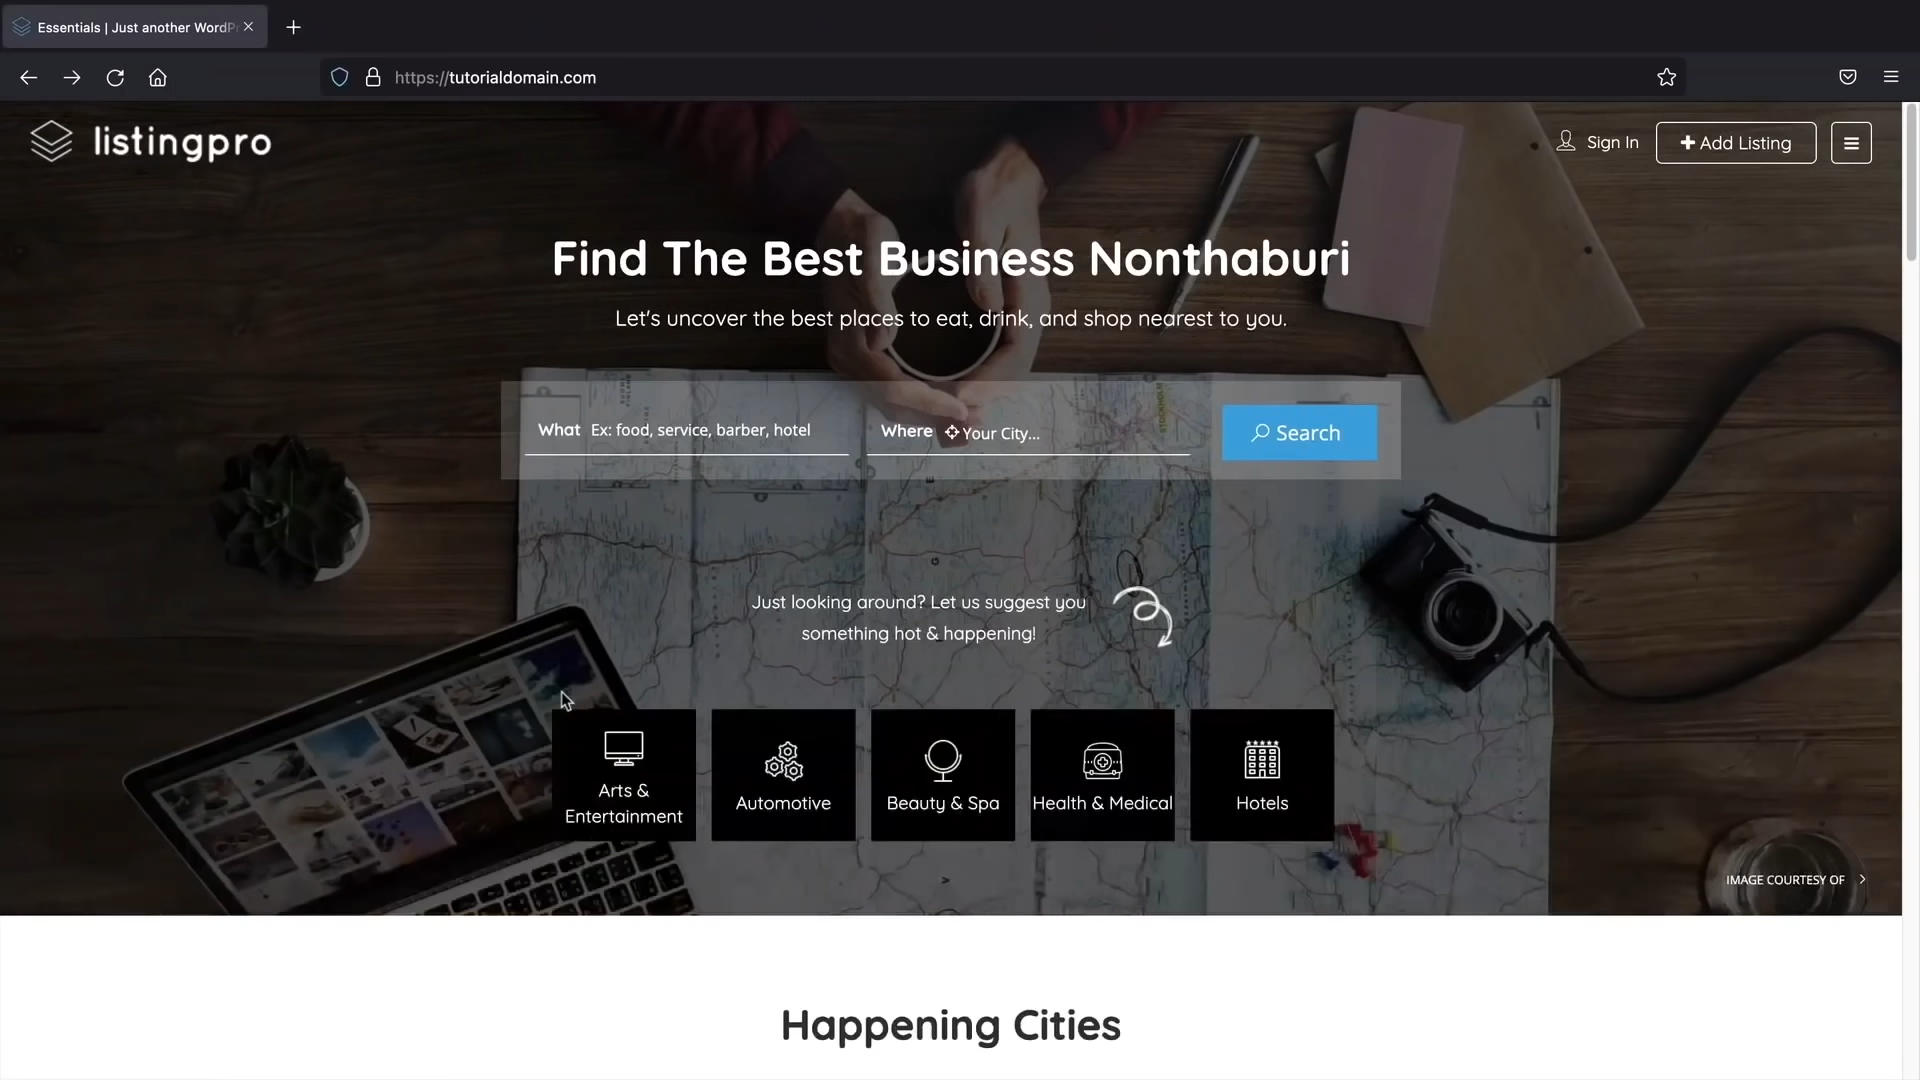 Essentials | Just another WordPr
https://tutorialdomain.com
listingpro
Sign In
Add Listing
Find The Best Business Nonthaburi
Let's uncover the best places to eat, drink, and shop nearest to you.
What Ex: food, service, barber, hotel
Where Your City...
Search
Just looking around? Let us suggest you
something hot & happening!
Arts &
Entertainment
Automotive
Beauty & Spa
Health & Medical
Hotels
IMAGE COURTESY OF
Happening Cities